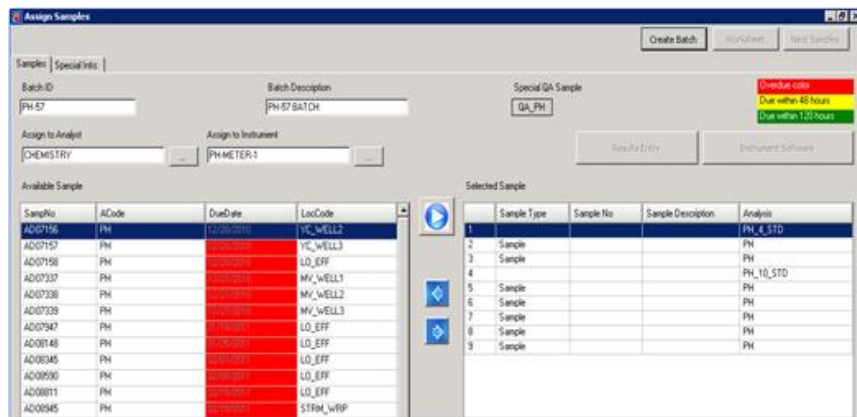 Assign Samples
Create Batch Worksheet Next Samples
Samples Special Info:
Batch ID Batch Description Special QA Sample Overdue color
PH-57 PH-57 BATCH QA_PH Due within 48 hours
Due within 120 hours
Assign to Analyst Assign to Instrument
CHEMISTRY ... PH-METER-1 ... Results Entry Instrument Software
Available Sample Selected Sample
SampNo ACode DueDate LocCode Sample Type Sample No Sample Description Analysis
AD07156 PH 12/20/2010 YC_WELL2 1 PH_4_STD
AD07157 PH YC_WELL3 2 Sample PH
AD07158 PH LO_EFF 3 Sample PH
AD07337 PH MV_WELL1 4 PH_10_STD
AD07338 PH MV_WELL2 5 Sample PH
AD07339 PH MV_WELL3 6 Sample PH
AD07947 PH LO_EFF 7 Sample PH
AD08148 PH LO_EFF 8 Sample PH
AD08345 PH LO_EFF 9 Sample PH
AD08590 PH LO_EFF
AD08811 PH LO_EFF
AD08945 PH STRM_WRP